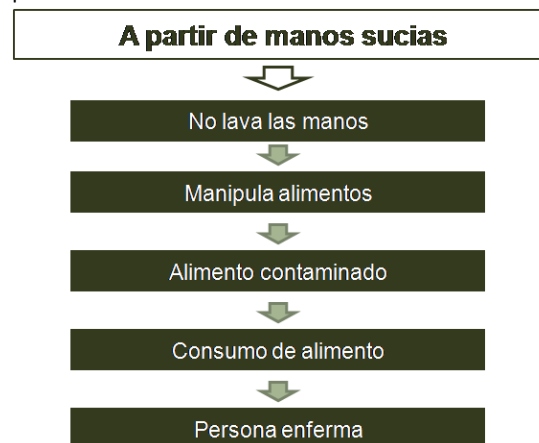 A partir de manos sucias
No lava las manos
Manipula alimentos
Alimento contaminado
Consumo de alimento
Persona enferma